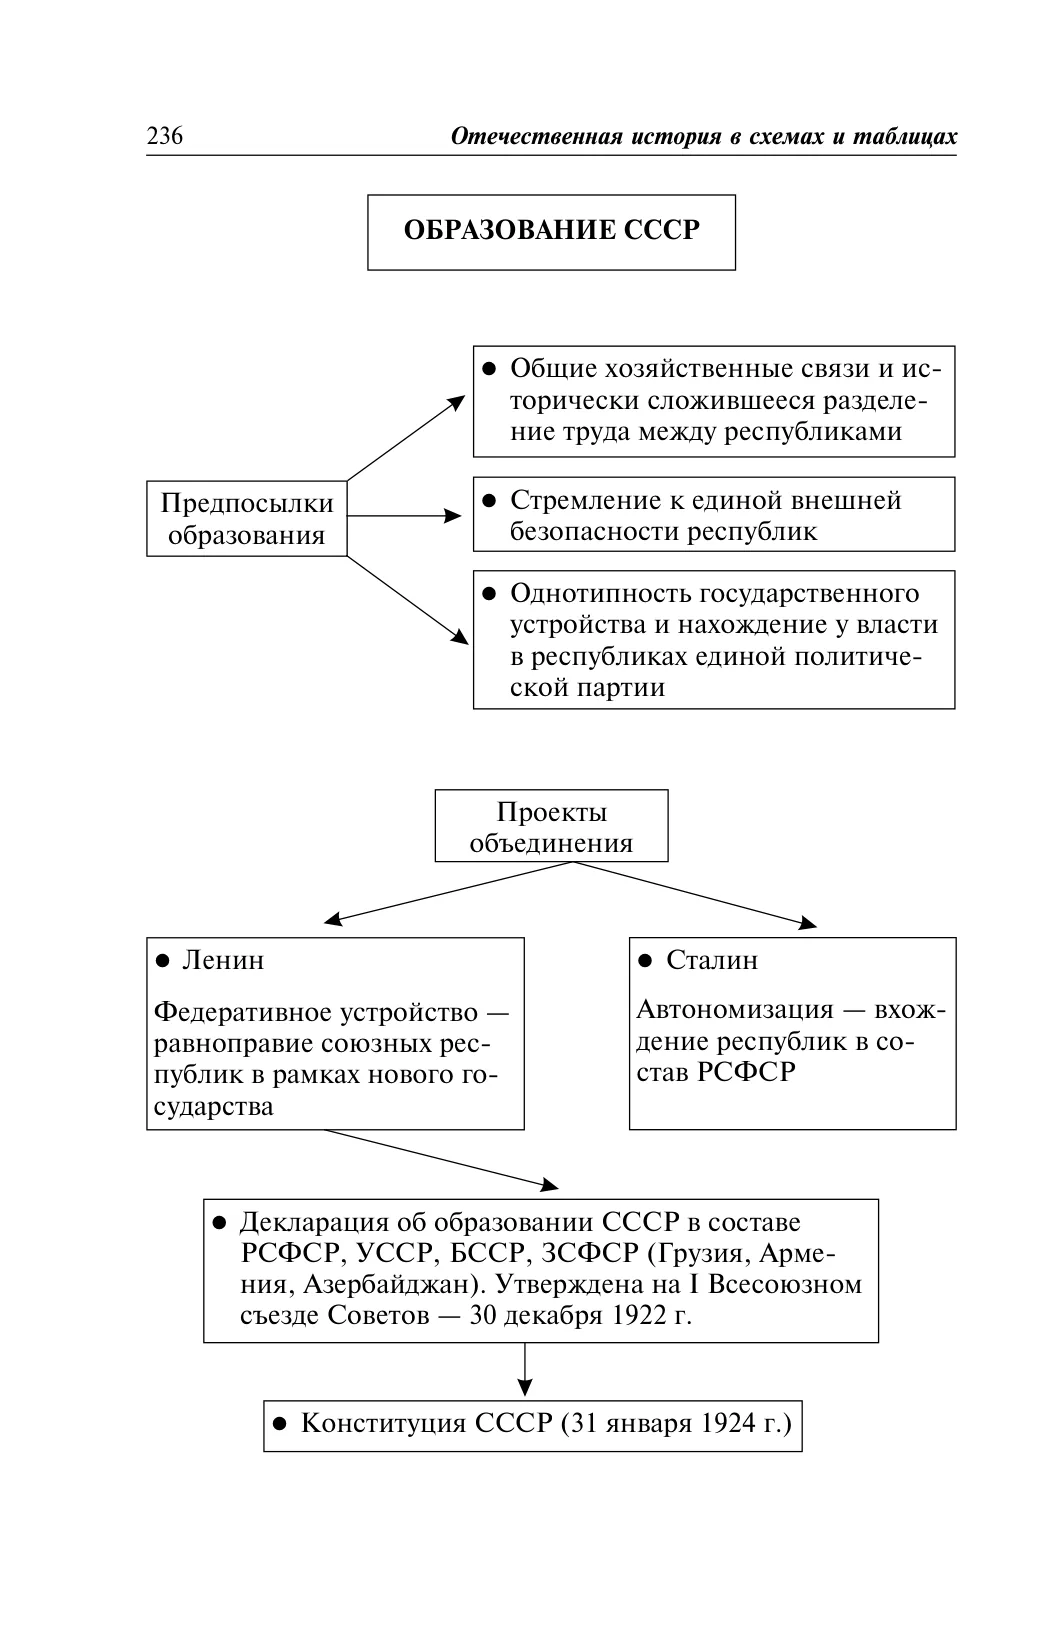 236
Отечественная история в схемах и таблицах
ОБРАЗОВАНИЕ СССР
● Общие хозяйственные связи и ис-
торически сложившееся разделе-
ние труда между республиками
Предпосылки
образования
● Стремление к единой внешней
безопасности республик
● Однотипность государственного
устройства и нахождение у власти
в республиках единой политиче-
ской партии
Проекты
объединения
● Ленин
Федеративное устройство —
равноправие союзных рес-
публик в рамках нового го-
сударства
● Сталин
Автономизация — вхож-
дение республик в со-
став РСФСР
● Декларация об образовании СССР в составе
РСФСР, УССР, БССР, ЗСФСР (Грузия, Арме-
ния, Азербайджан). Утверждена на I Всесоюзном
съезде Советов — 30 декабря 1922 г.
● Конституция СССР (31 января 1924 г.)